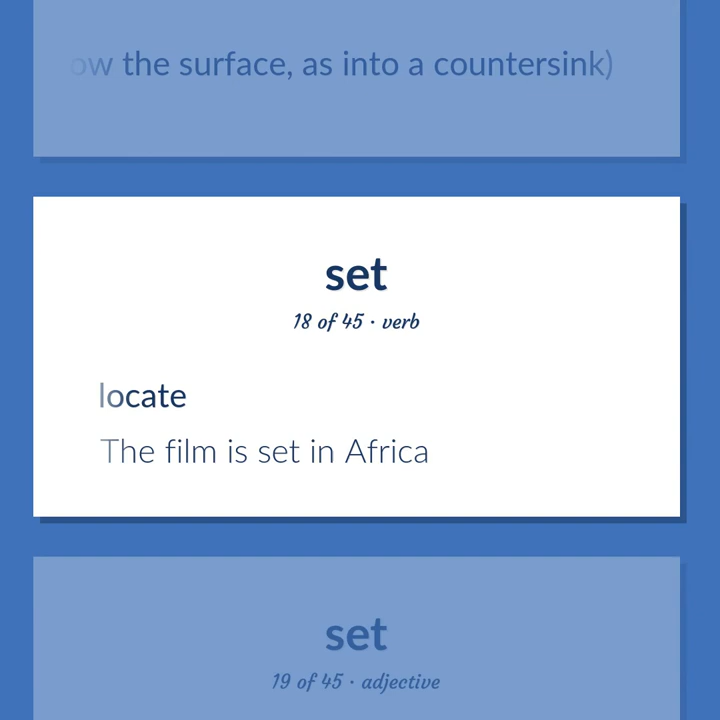 ow the surface, as into a countersink)
set
18 of 45 · verb
locate
The film is set in Africa
set
19 of 45 · adjective